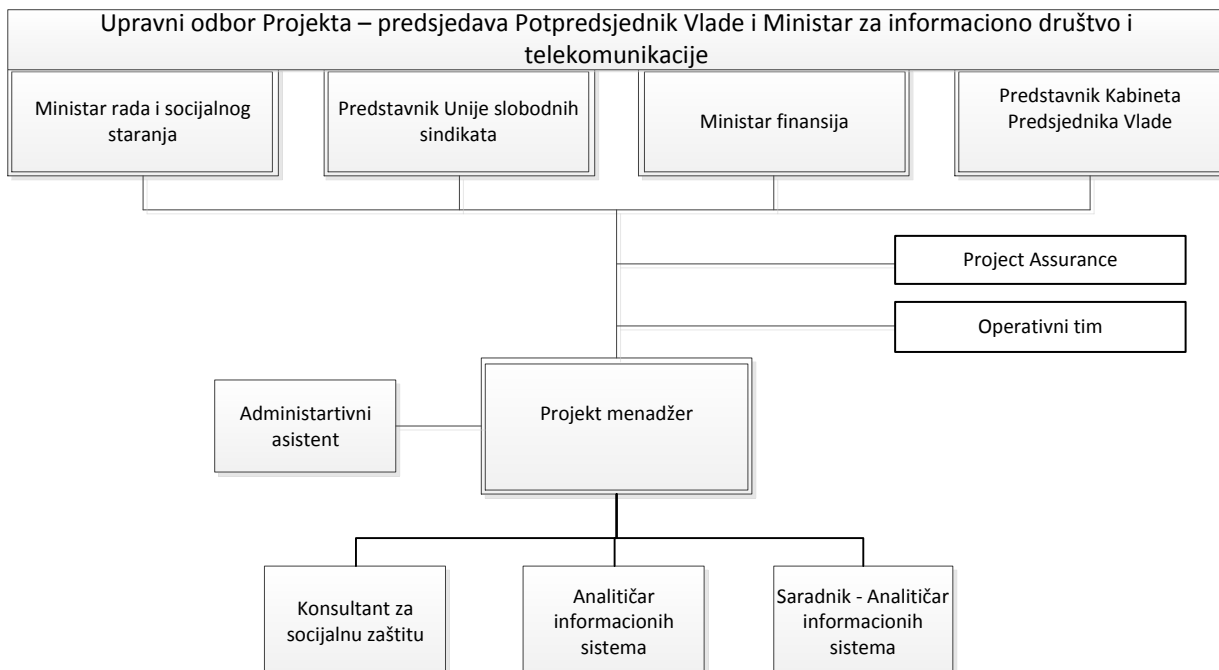 Upravni odbor Projekta – predsjedava Potpredsjednik Vlade i Ministar za informaciono društvo i
telekomunikacije
Ministar rada i socijalnog
staranja
Predstavnik Unije slobodnih
sindikata
Ministar finansija
Predstavnik Kabineta
Predsjednika Vlade
Project Assurance
Operativni tim
Administartivni
asistent
Projekt menadžer
Konsultant za
socijalnu zaštitu
Analitičar
informacionih
sistema
Saradnik - Analitičar
informacionih
sistema